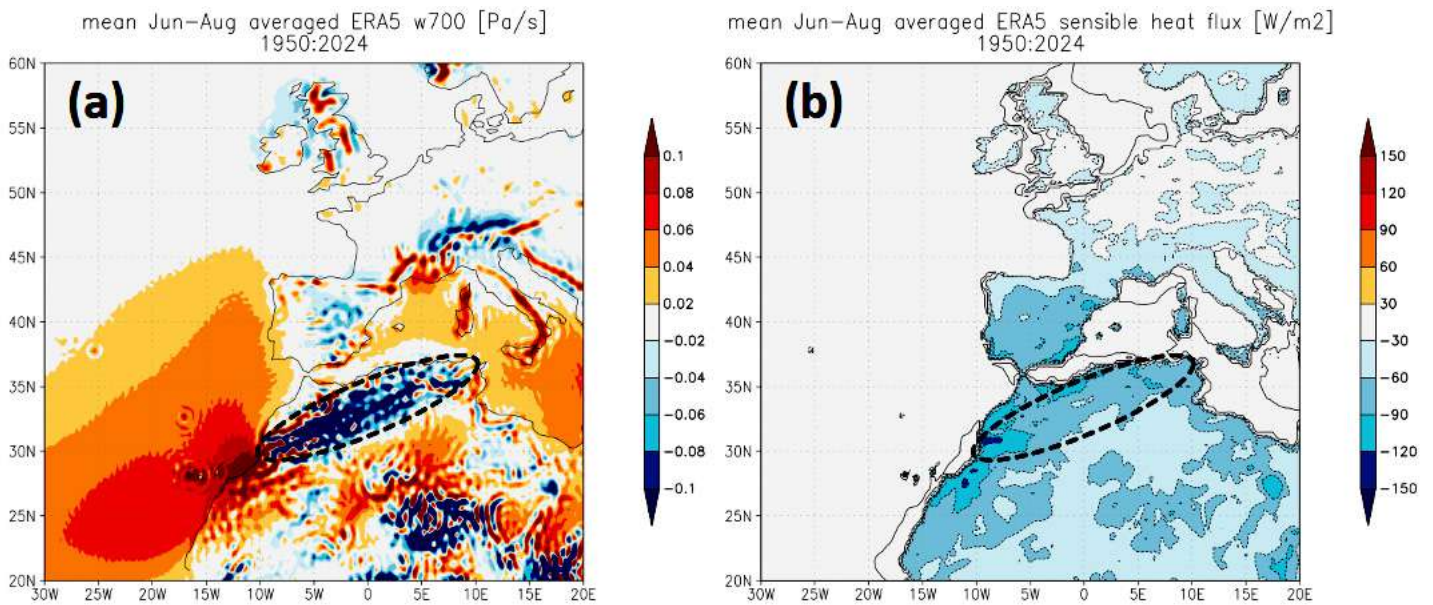 mean Jun-Aug averaged ERA5 w700 [Pa/s]
1950:2024
(a)
60N
55N
50N
45N
40N
35N
30N
25N
20N
30W 25W 20W 15W 10W 5W 0 5E 10E 15E 20E
0.1
0.08
0.06
0.04
0.02
−0.02
−0.04
−0.06
−0.08
−0.1
mean Jun-Aug averaged ERA5 sensible heat flux [W/m2]
1950:2024
(b)
60N
55N
50N
45N
40N
35N
30N
25N
20N
30W 25W 20W 15W 10W 5W 0 5E 10E 15E 20E
150
120
90
60
30
−30
−60
−90
−120
−150